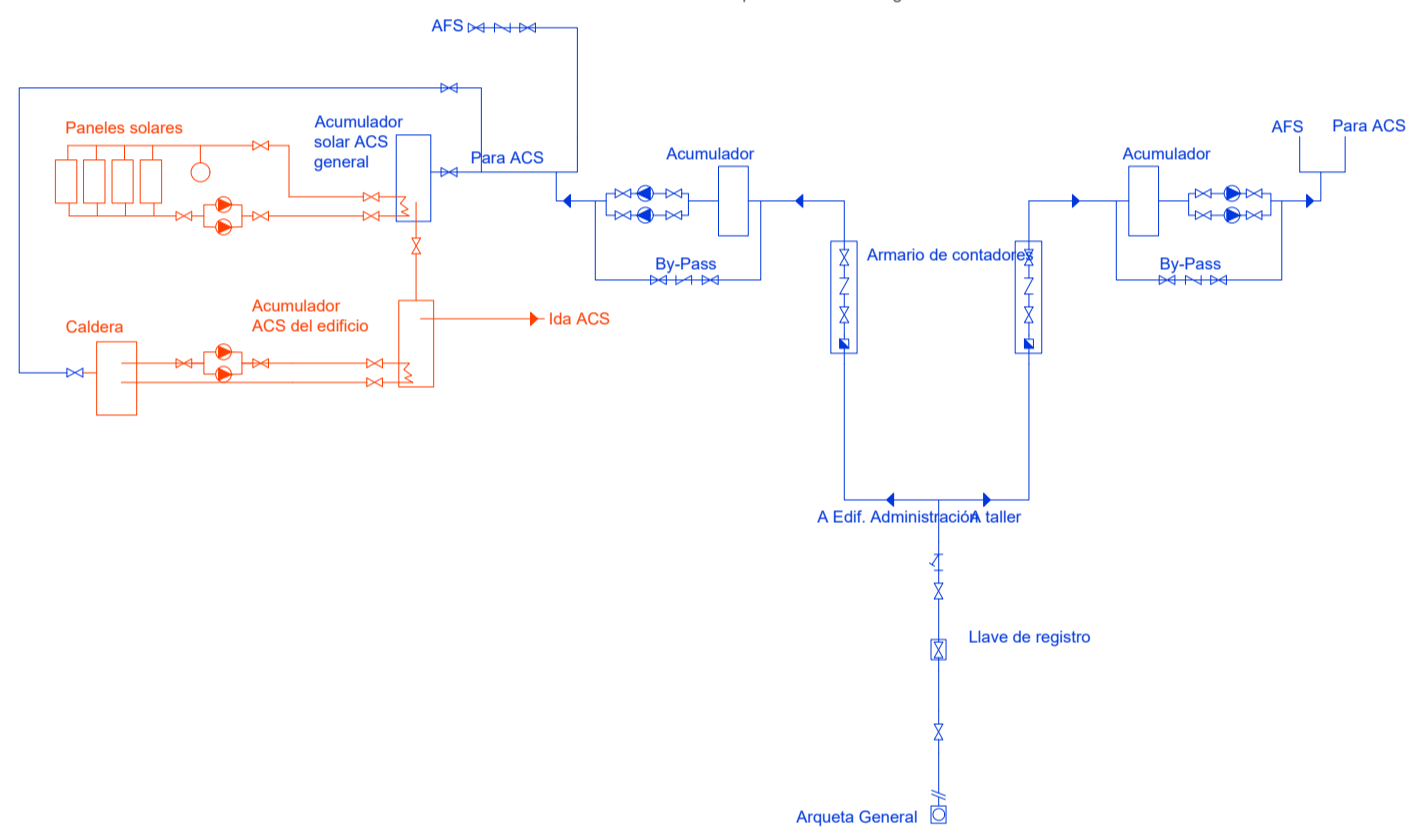 AFS
Paneles solares
Acumulador
solar ACS
general
Para ACS
Acumulador
Acumulador
AFS
Para ACS
Armario de contadores
By-Pass
By-Pass
Acumulador
ACS del edificio
Caldera
Ida ACS
A Edif. Administración
A taller
Llave de registro
Arqueta General